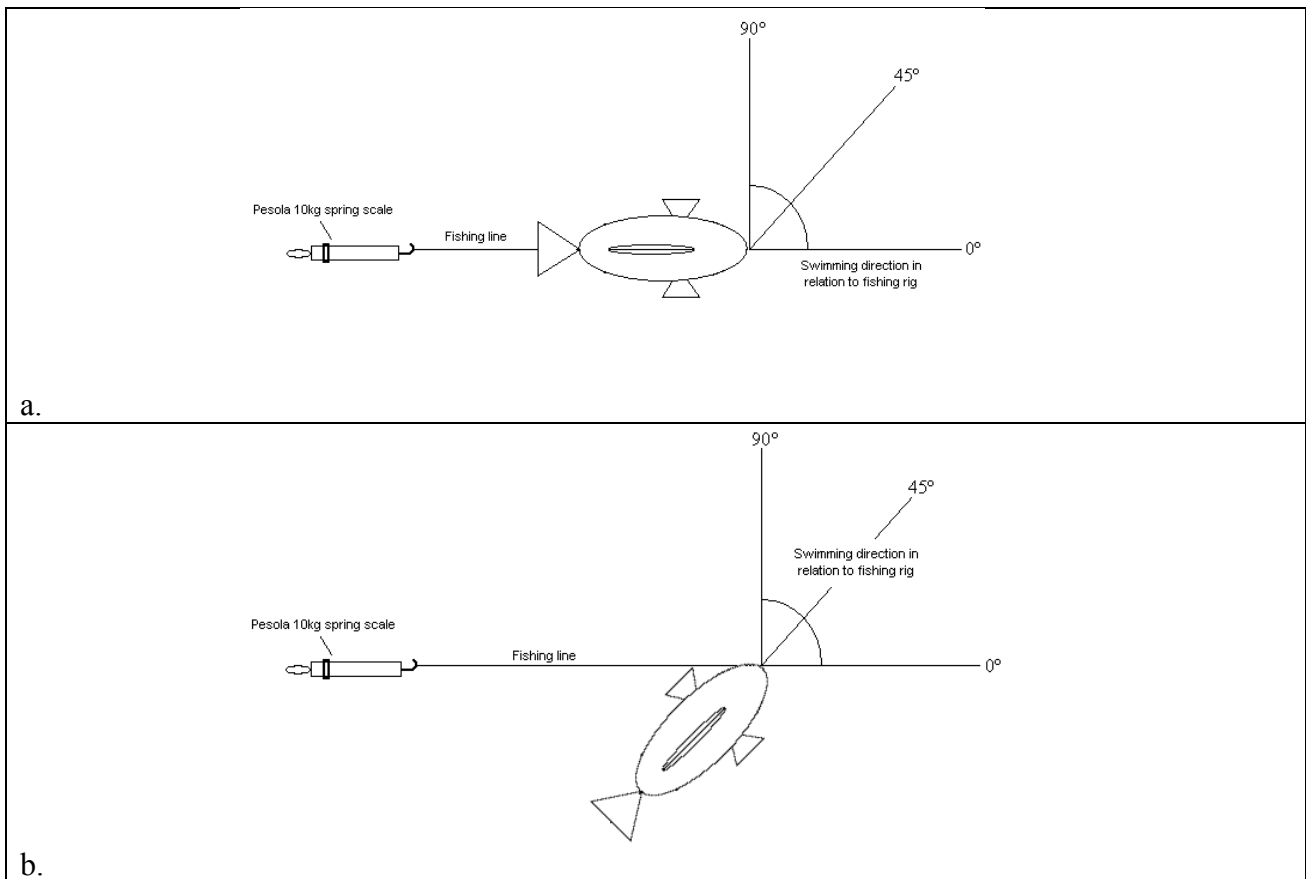 90°
45°
Pesola 10kg spring scale
Fishing line
0°
Swimming direction in
relation to fishing rig
a.
90°
45°
Swimming direction in
relation to fishing rig
Pesola 10kg spring scale
Fishing line
0°
b.